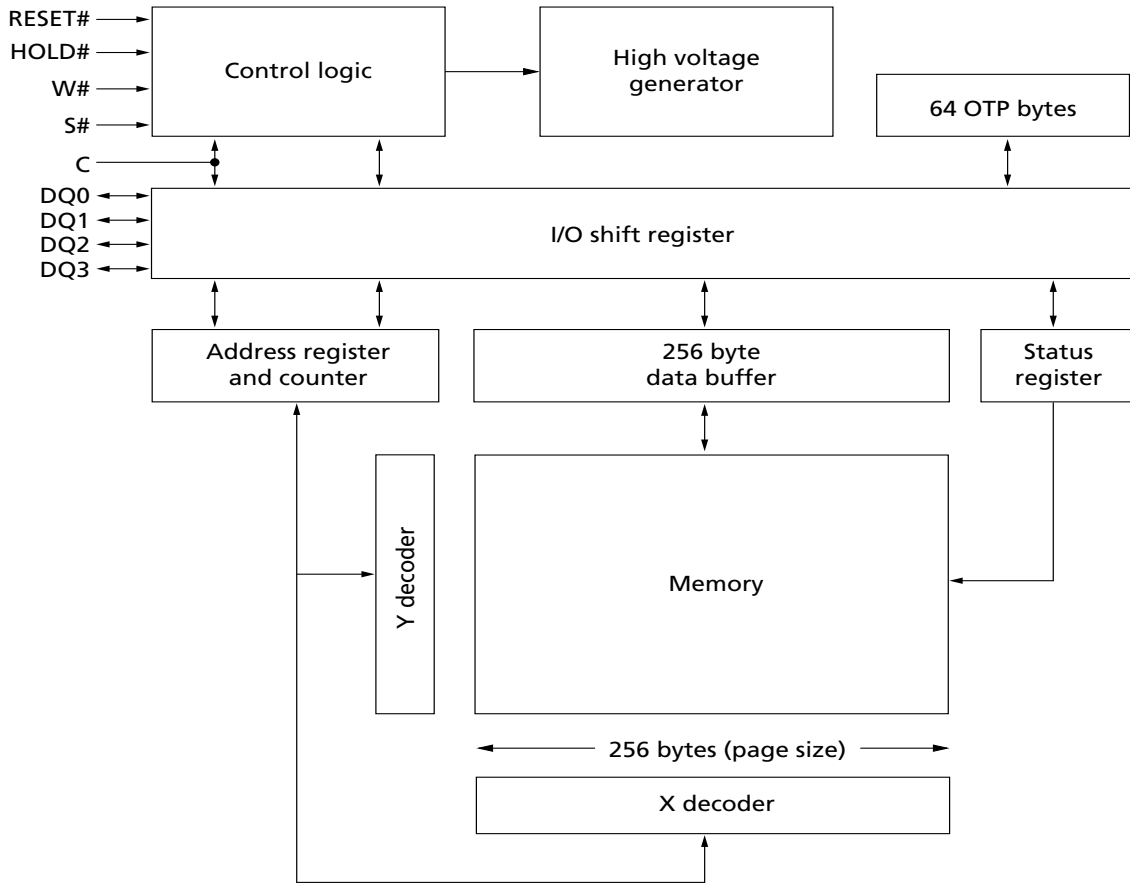 RESET#
HOLD#
W#
S#
C
Control logic
High voltage
generator
64 OTP bytes
DQ0
DQ1
DQ2
DQ3
I/O shift register
Address register
and counter
256 byte
data buffer
Status
register
Y decoder
Memory
256 bytes (page size)
X decoder